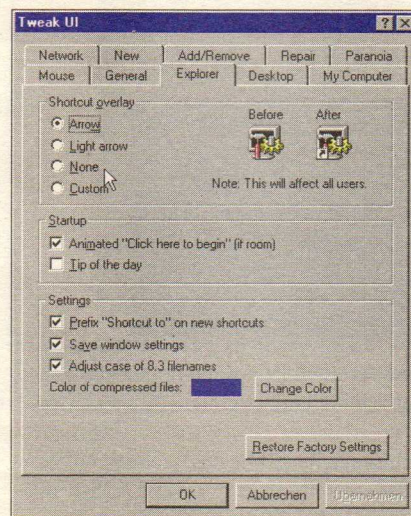 Tweak UI
Network New Add/Remove Repair Paranoia
Mouse General Explorer Desktop My Computer
Shortcut overlay
Before After
Arrow
Light arrow
None
Custom
Note: This will affect all users.
Startup
Animated "Click here to begin" (if room)
Tip of the day
Settings
Prefix "Shortcut to" on new shortcuts
Save window settings
Adjust case of 8.3 filenames
Color of compressed files: Change Color
Restore Factory Settings
OK Abbrechen Übernehmen